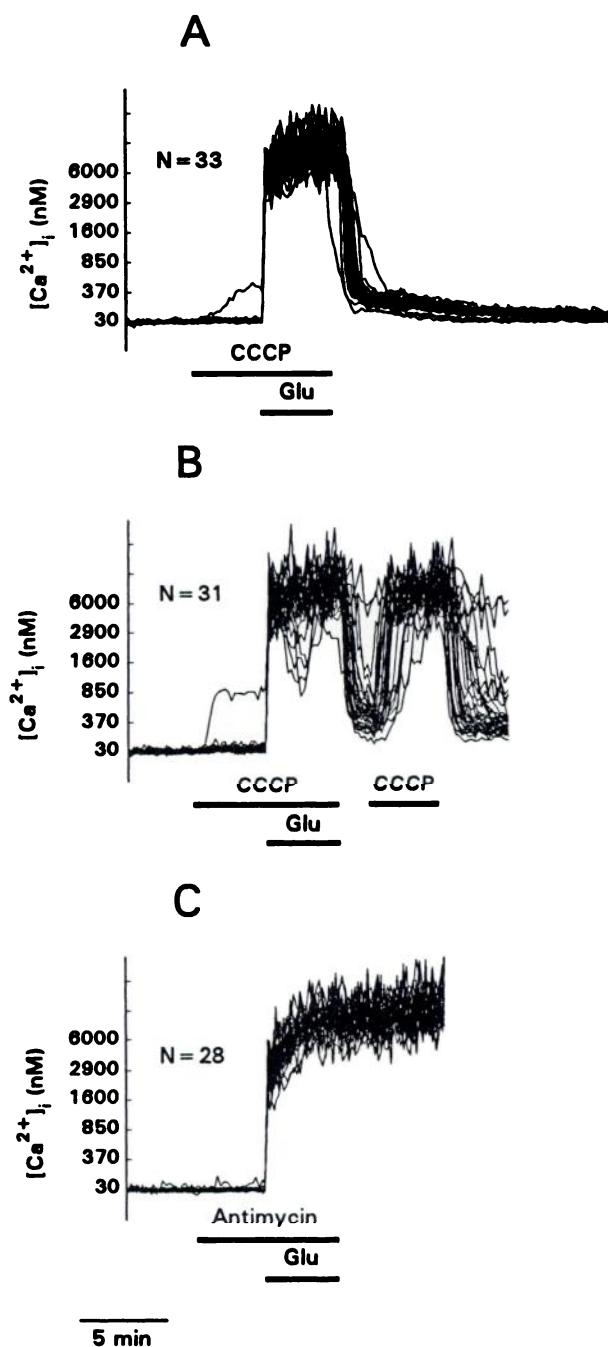 A
N=33
6000
2900
1600
850
370
30
[Ca²⁺]ᵢ (nM)
CCCP
Glu
B
N=31
6000
2900
1600
850
370
30
[Ca²⁺]ᵢ (nM)
CCCP CCCP
Glu
C
N=28
6000
2900
1600
850
370
30
[Ca²⁺]ᵢ (nM)
Antimycin
Glu
5 min